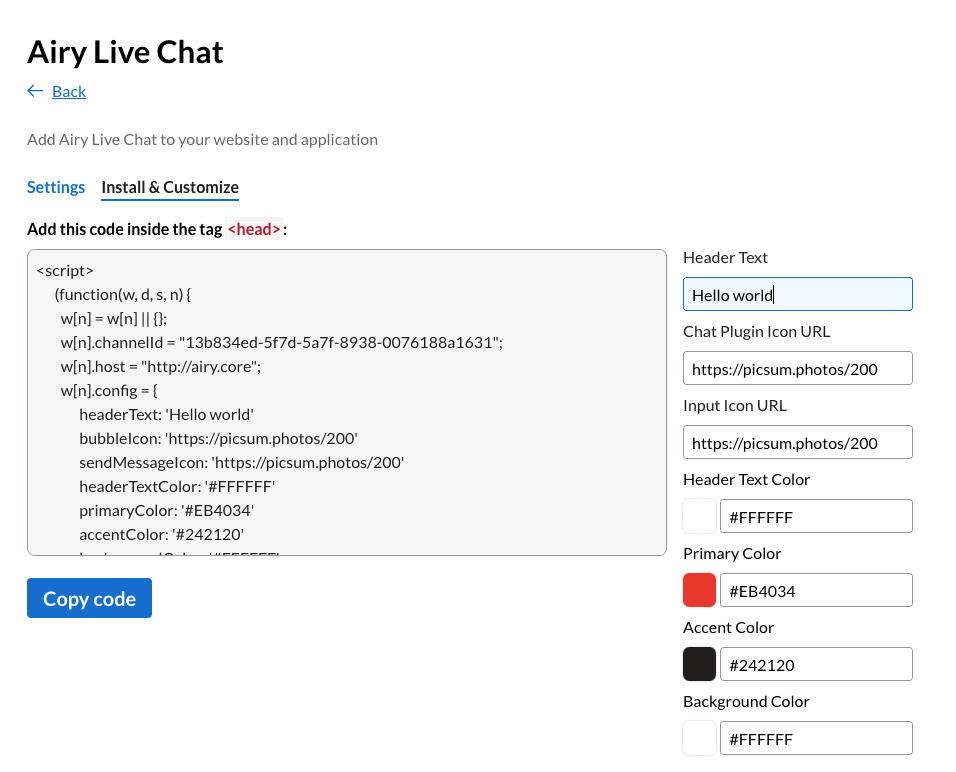 Airy Live Chat
← Back
Add Airy Live Chat to your website and application
Settings Install & Customize
Add this code inside the tag <head>:
<script>
(function(w, d, s, n) {
w[n] = w[n] || {};
w[n].channelId = "13b834ed-5f7d-5a7f-8938-0076188a1631";
w[n].host = "http://airy.core";
w[n].config = {
headerText: 'Hello world'
bubbleIcon: 'https://picsum.photos/200'
sendMessageIcon: 'https://picsum.photos/200'
headerTextColor: '#FFFFFF'
primaryColor: '#EB4034'
accentColor: '#242120'
Copy code
Header Text
Hello world
Chat Plugin Icon URL
https://picsum.photos/200
Input Icon URL
https://picsum.photos/200
Header Text Color
#FFFFFF
Primary Color
#EB4034
Accent Color
#242120
Background Color
#FFFFFF